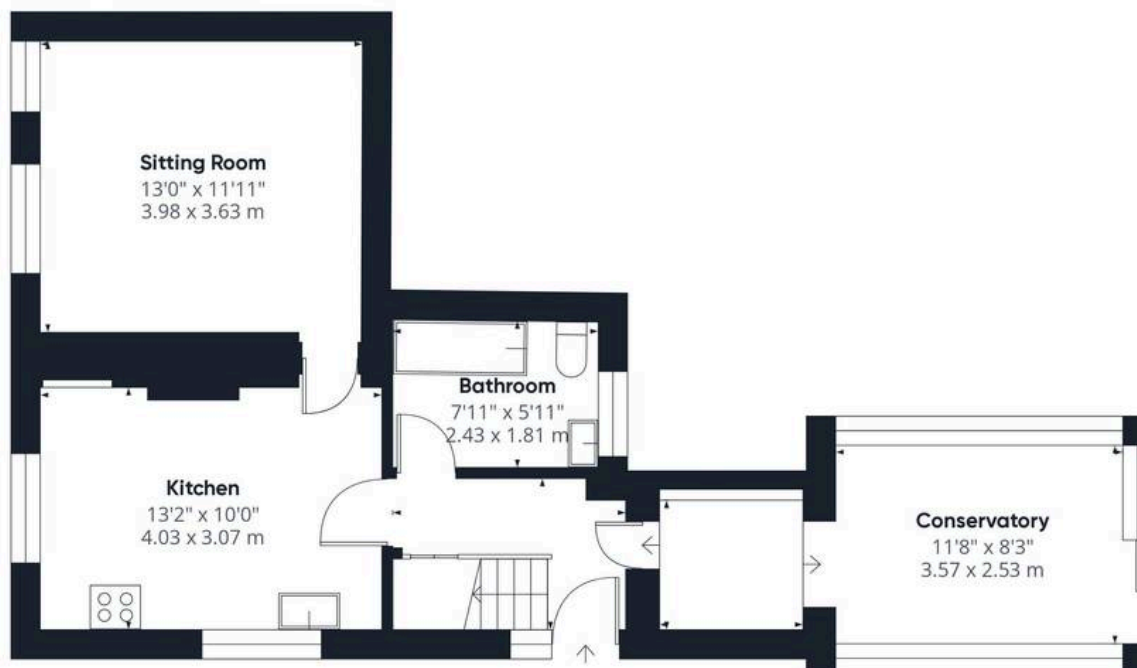 Sitting Room
13'0" x 11'11"
3.98 x 3.63 m
Bathroom
7'11" x 5'11"
2.43 x 1.81 m
Kitchen
13'2" x 10'0"
4.03 x 3.07 m
Conservatory
11'8" x 8'3"
3.57 x 2.53 m